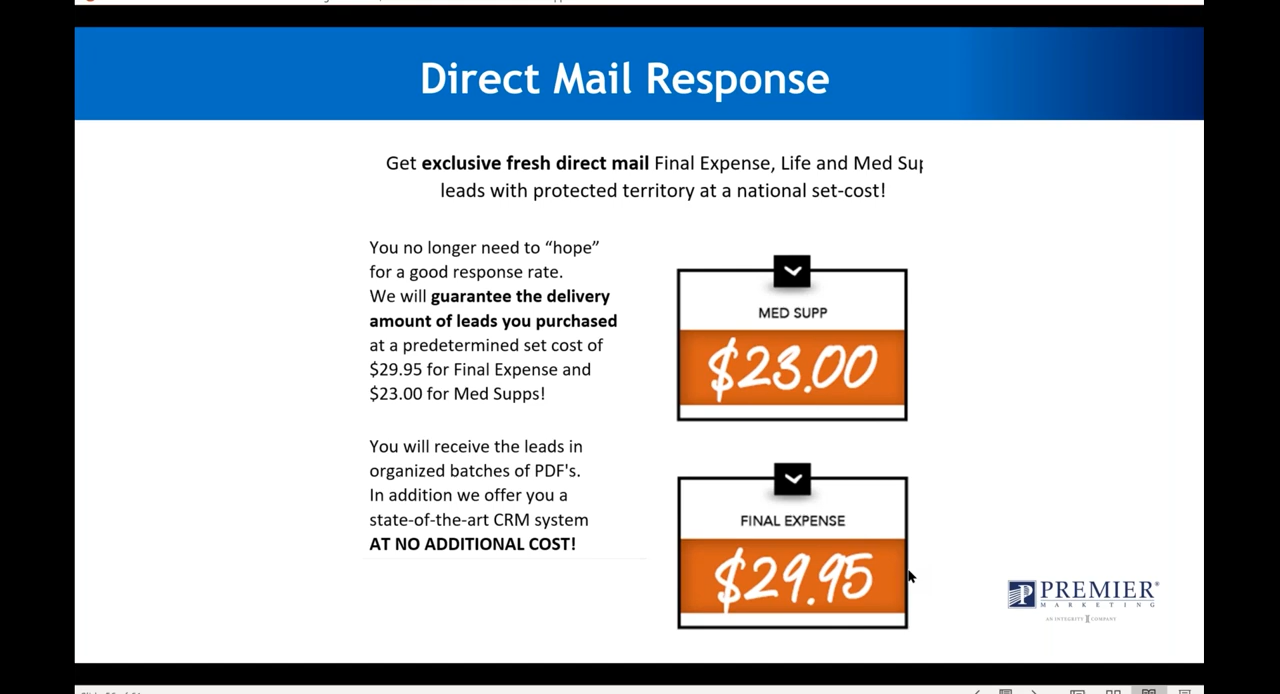 Direct Mail Response
Get exclusive fresh direct mail Final Expense, Life and Med Sup
leads with protected territory at a national set-cost!
You no longer need to “hope”
for a good response rate.
We will guarantee the delivery
amount of leads you purchased
at a predetermined set cost of
$29.95 for Final Expense and
$23.00 for Med Supps!
You will receive the leads in
organized batches of PDF's.
In addition we offer you a
state-of-the-art CRM system
AT NO ADDITIONAL COST!
MED SUPP
$23.00
FINAL EXPENSE
$29.95
PREMIER®
MARKETING
AN INTEGRITY COMPANY